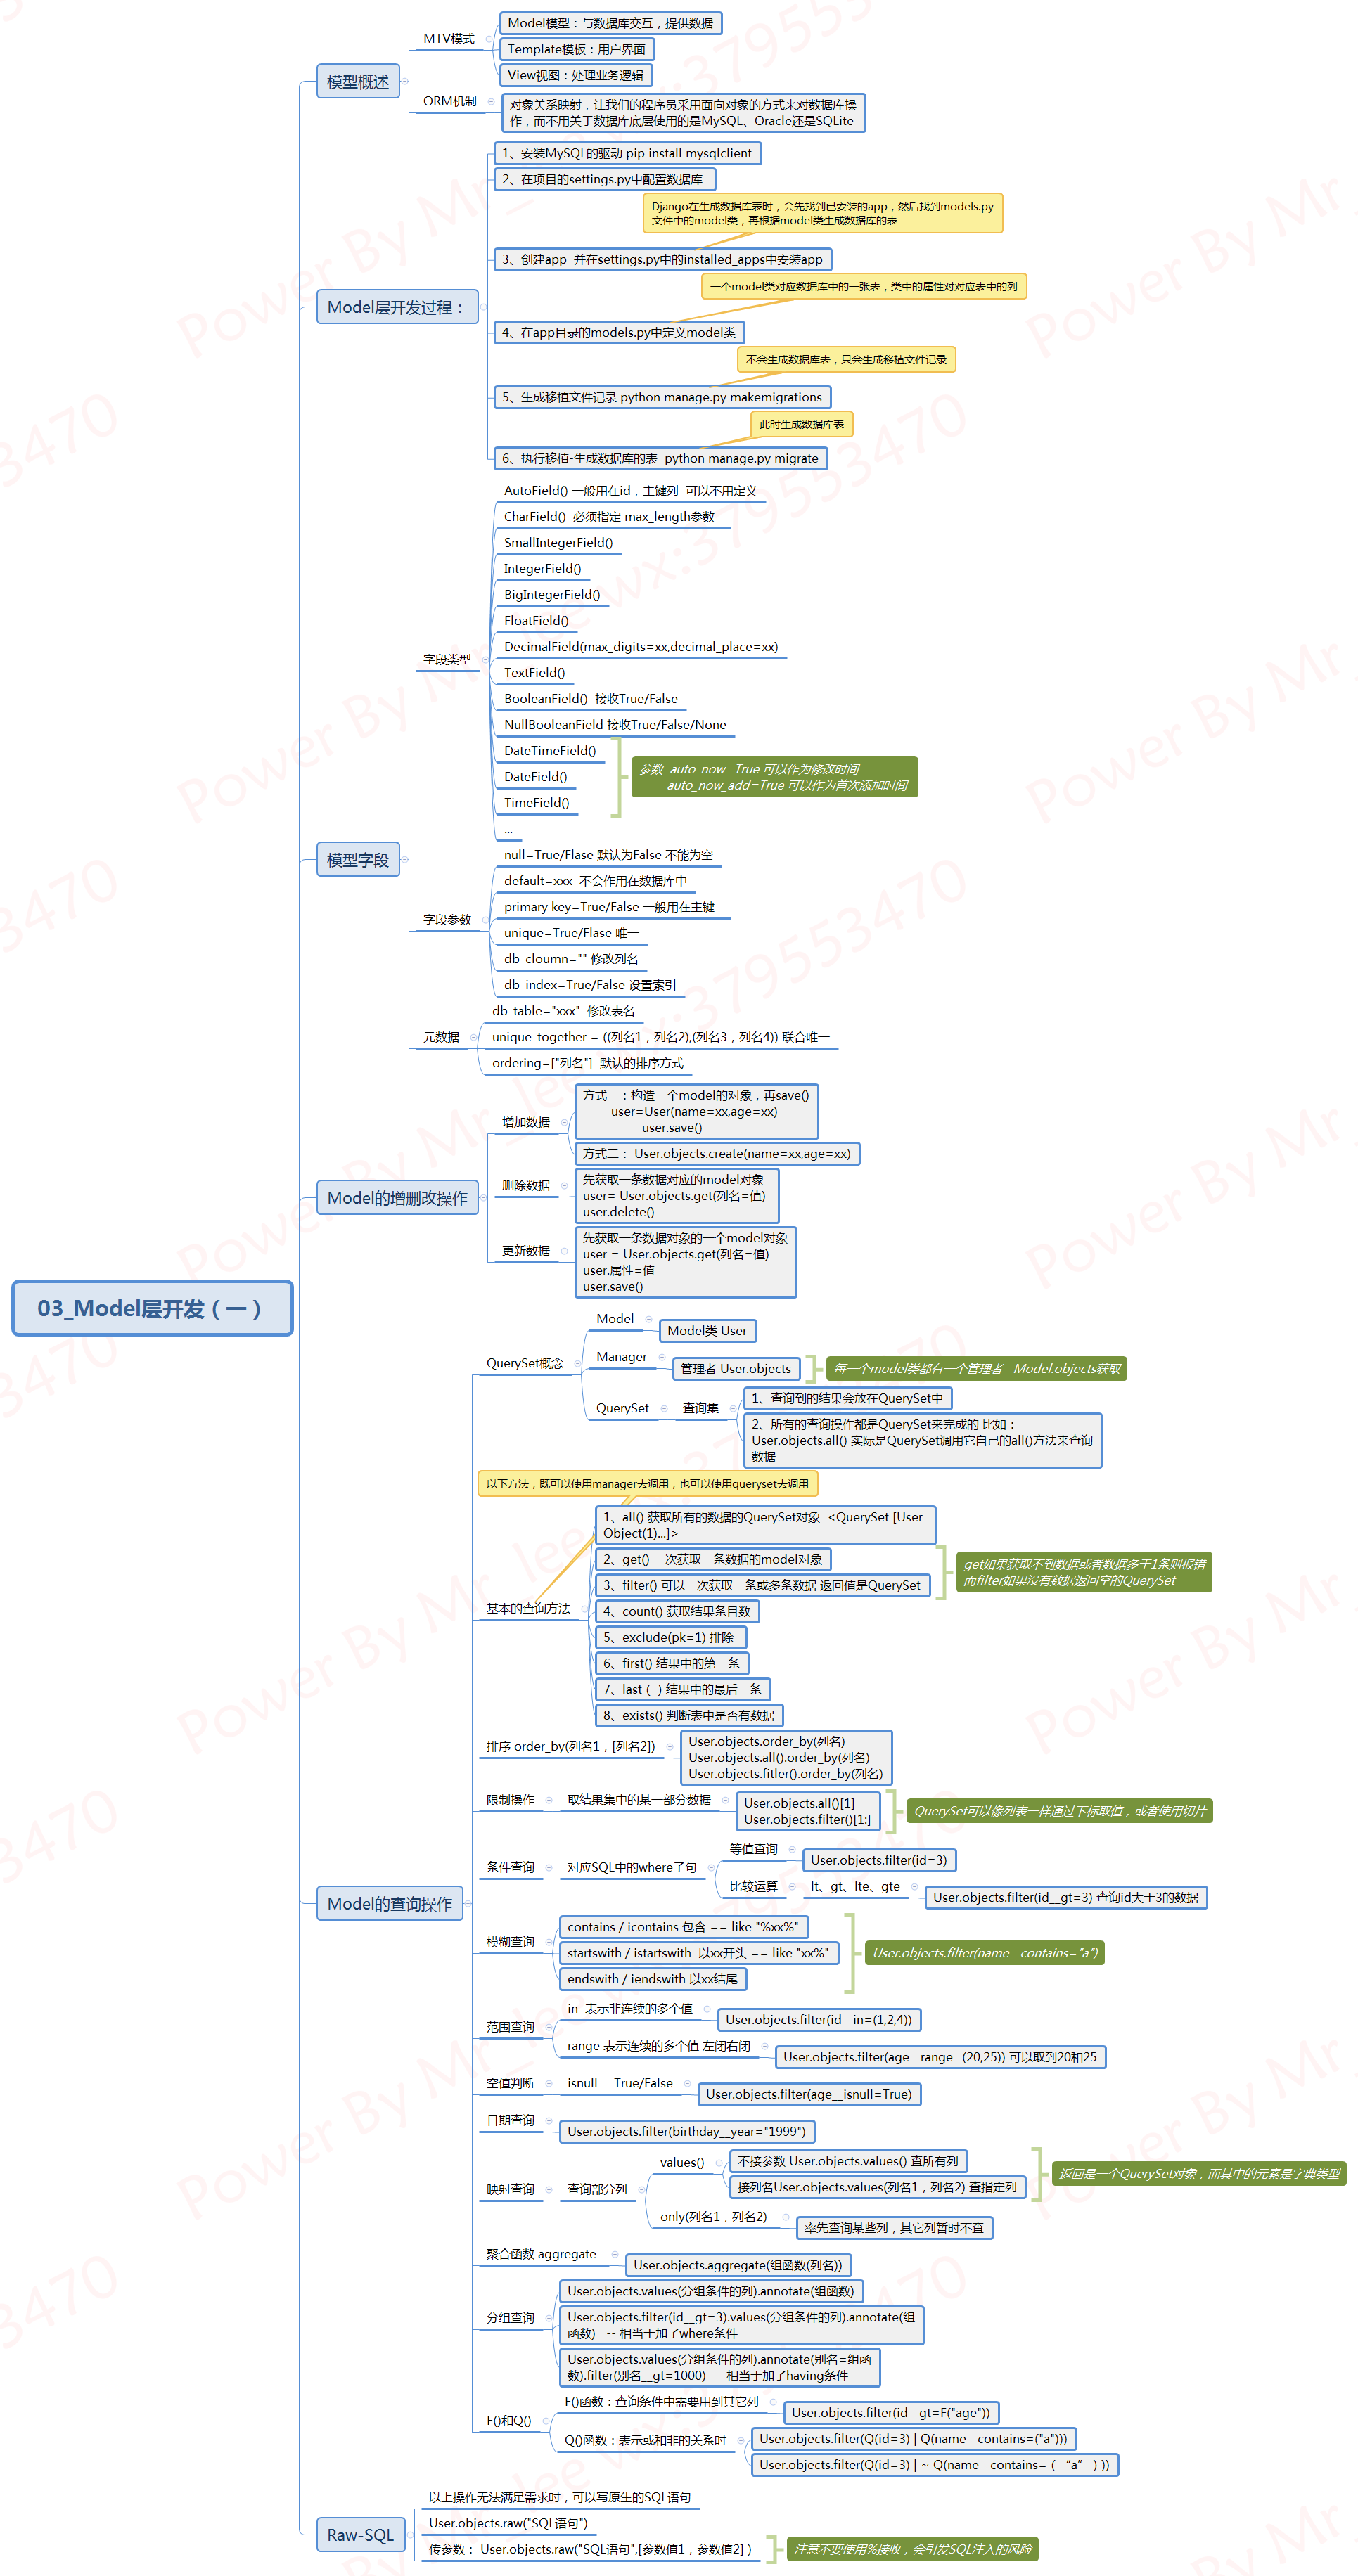 03_Model层开发（一）
模型概述
MTV模式
Model模型：与数据库交互，提供数据
Template模板：用户界面
View视图：处理业务逻辑
ORM机制
对象关系映射，让我们的程序员采用面向对象的方式来对数据库操
作，而不用关于数据库底层使用的是MySQL、Oracle还是SQLite
Model层开发过程：
1、安装MySQL的驱动 pip install mysqlclient
2、在项目的settings.py中配置数据库
Django在生成数据库表时，会先找到已安装的app，然后找到models.py
文件中的model类，再根据model类生成数据库的表
3、创建app  并在settings.py中的installed_apps中安装app
一个model类对应数据库中的一张表，类中的属性对对应表中的列
4、在app目录的models.py中定义model类
不会生成数据库表，只会生成移植文件记录
5、生成移植文件记录 python manage.py makemigrations
此时生成数据库表
6、执行移植-生成数据库的表  python manage.py migrate
模型字段
字段类型
AutoField() 一般用在id，主键列  可以不用定义
CharField()  必须指定 max_length参数
SmallIntegerField()
IntegerField()
BigIntegerField()
FloatField()
DecimalField(max_digits=xx,decimal_place=xx)
TextField()
BooleanField()  接收True/False
NullBooleanField 接收True/False/None
DateTimeField()
DateField()
TimeField()
参数  auto_now=True 可以作为修改时间
auto_now_add=True 可以作为首次添加时间
...
字段参数
null=True/Flase 默认为False 不能为空
default=xxx  不会作用在数据库中
primary key=True/False 一般用在主键
unique=True/Flase 唯一
db_cloumn="" 修改列名
db_index=True/False 设置索引
元数据
db_table="xxx"  修改表名
unique_together = ((列名1，列名2),(列名3，列名4)) 联合唯一
ordering=["列名"]  默认的排序方式
Model的增删改操作
增加数据
方式一：构造一个model的对象，再save()
user=User(name=xx,age=xx)
user.save()
方式二： User.objects.create(name=xx,age=xx)
删除数据
先获取一条数据对应的model对象
user= User.objects.get(列名=值)
user.delete()
更新数据
先获取一条数据对象的一个model对象
user = User.objects.get(列名=值)
user.属性=值
user.save()
Model的查询操作
QuerySet概念
Model
Model类 User
Manager
管理者 User.objects
每一个model类都有一个管理者   Model.objects获取
QuerySet
查询集
1、查询到的结果会放在QuerySet中
2、所有的查询操作都是QuerySet来完成的 比如：
User.objects.all() 实际是QuerySet调用它自己的all()方法来查询
数据
以下方法，既可以使用manager去调用，也可以使用queryset去调用
基本的查询方法
1、all() 获取所有的数据的QuerySet对象  <QuerySet [User
Object(1)...]>
2、get() 一次获取一条数据的model对象
3、filter() 可以一次获取一条或多条数据 返回值是QuerySet
get如果获取不到数据或者数据多于1条则报错
而filter如果没有数据返回空的QuerySet
4、count() 获取结果条目数
5、exclude(pk=1) 排除
6、first() 结果中的第一条
7、last（）结果中的最后一条
8、exists() 判断表中是否有数据
排序 order_by(列名1，[列名2])
User.objects.order_by(列名)
User.objects.all().order_by(列名)
User.objects.fitler().order_by(列名)
限制操作
取结果集中的某一部分数据
User.objects.all()[1]
User.objects.filter()[1:]
QuerySet可以像列表一样通过下标取值，或者使用切片
条件查询
对应SQL中的where子句
等值查询
User.objects.filter(id=3)
比较运算
lt、gt、lte、gte
User.objects.filter(id__gt=3) 查询id大于3的数据
模糊查询
contains / icontains 包含 == like "%xx%"
startswith / istartswith  以xx开头 == like "xx%"
endswith / iendswith 以xx结尾
User.objects.filter(name__contains="a")
范围查询
in  表示非连续的多个值
User.objects.filter(id__in=(1,2,4))
range 表示连续的多个值 左闭右闭
User.objects.filter(age__range=(20,25)) 可以取到20和25
空值判断
isnull = True/False
User.objects.filter(age__isnull=True)
日期查询
User.objects.filter(birthday__year="1999")
映射查询
查询部分列
values()
不接参数 User.objects.values() 查所有列
接列名User.objects.values(列名1，列名2) 查指定列
返回是一个QuerySet对象，而其中的元素是字典类型
only(列名1，列名2)
率先查询某些列，其它列暂时不查
聚合函数 aggregate
User.objects.aggregate(组函数(列名))
分组查询
User.objects.values(分组条件的列).annotate(组函数)
User.objects.filter(id__gt=3).values(分组条件的列).annotate(组
函数)   -- 相当于加了where条件
User.objects.values(分组条件的列).annotate(别名=组函
数).filter(别名__gt=1000)  -- 相当于加了having条件
F()和Q()
F()函数：查询条件中需要用到其它列
User.objects.filter(id__gt=F("age"))
Q()函数：表示或和非的关系时
User.objects.filter(Q(id=3) | Q(name__contains=("a")))
User.objects.filter(Q(id=3) | ~ Q(name__contains=（ “a” ）))
Raw-SQL
以上操作无法满足需求时，可以写原生的SQL语句
User.objects.raw("SQL语句")
传参数： User.objects.raw("SQL语句",[参数值1，参数值2]）
注意不要使用%接收，会引发SQL注入的风险
Power By Mr_lee wx:379553470